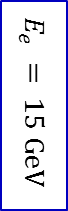 E_e = 15 GeV